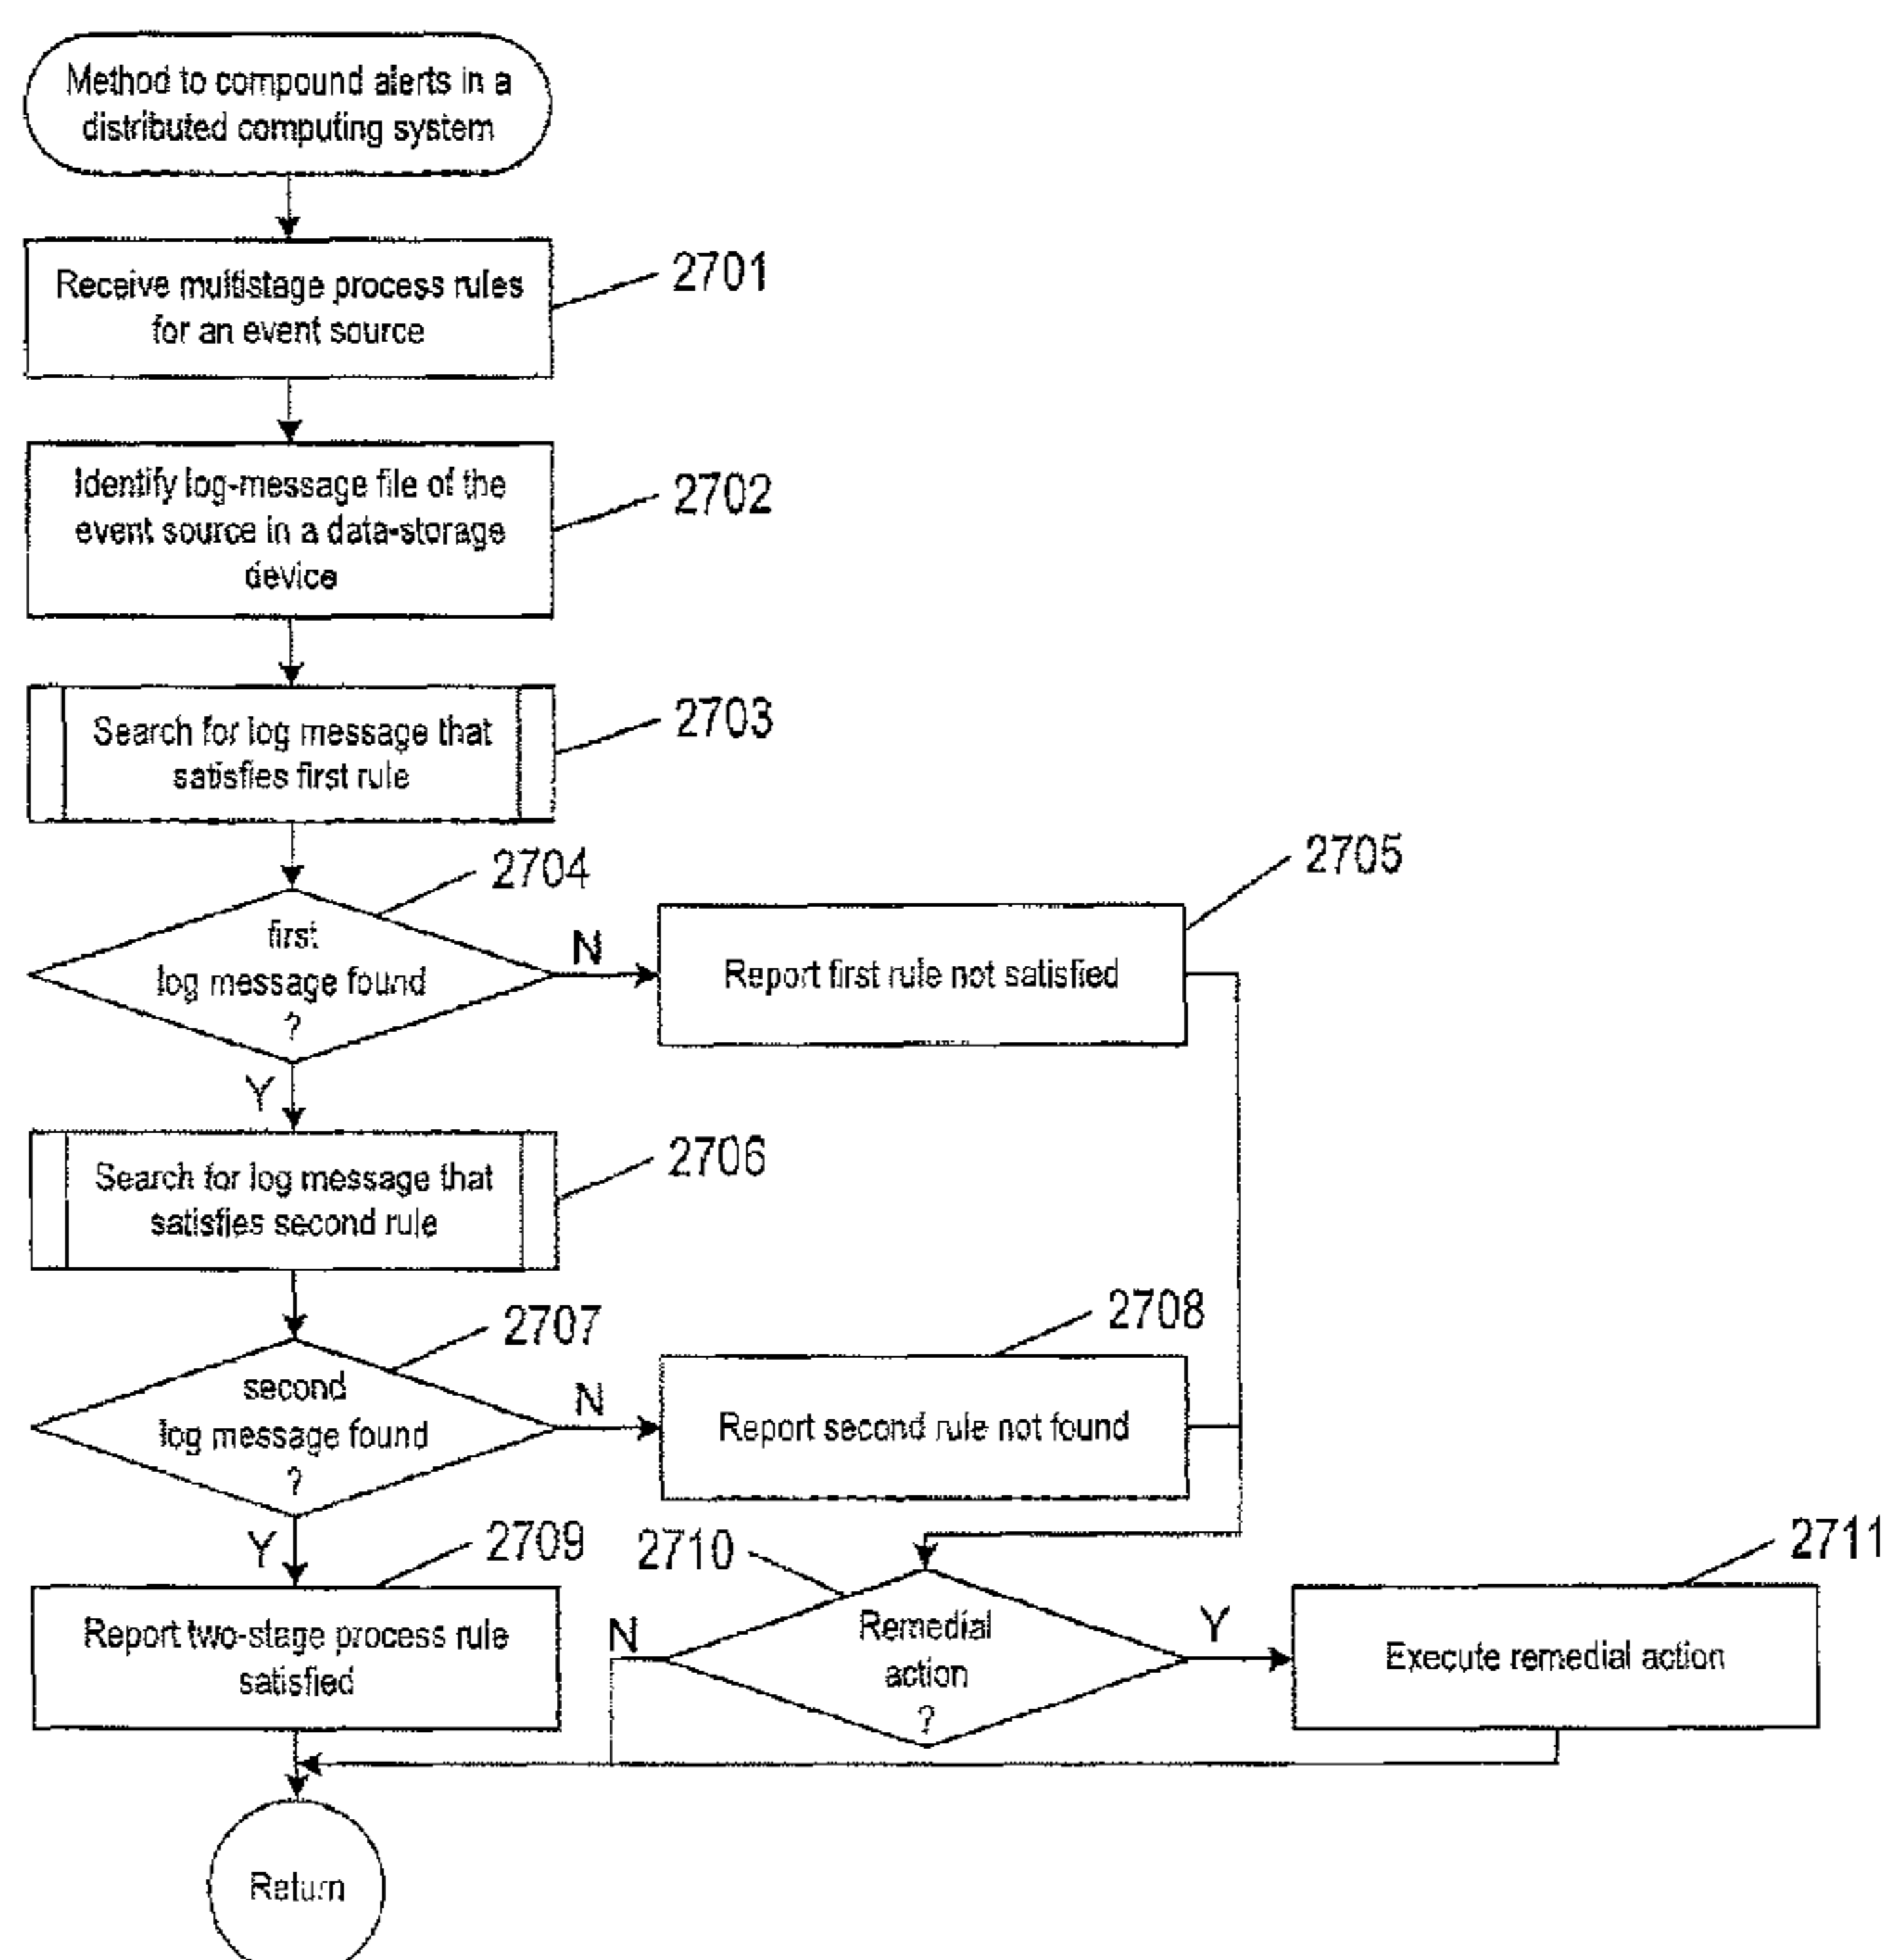 Method to compound alerts in a
distributed computing system
Receive multistage process rules
for an event source
2701
Identify log-message file of the
event source in a data-storage
device
2702
Search for log message that
satisfies first rule
2703
2704
first
log message found
?
N
Y
2705
Report first rule not satisfied
Search for log message that
satisfies second rule
2706
2707
second
log message found
?
N
Y
2708
Report second rule not found
2709
Report two-stage process rule
satisfied
2710
Remedial
action
?
N
Y
2711
Execute remedial action
Return